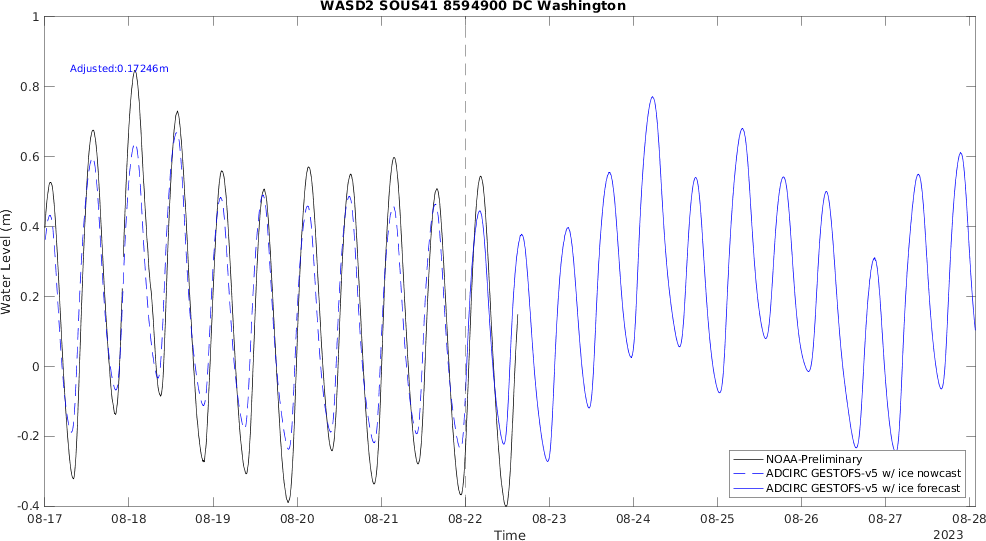 WASD2 SOUS41 8594900 DC Washington
Adjusted:0.17246m
1
0.8
0.6
0.4
0.2
0
-0.2
-0.4
Water Level (m)
NOAA-Preliminary
ADCIRC GESTOFS-v5 w/ ice nowcast
ADCIRC GESTOFS-v5 w/ ice forecast
08-17 08-18 08-19 08-20 08-21 08-22 08-23 08-24 08-25 08-26 08-27 08-28
Time
2023